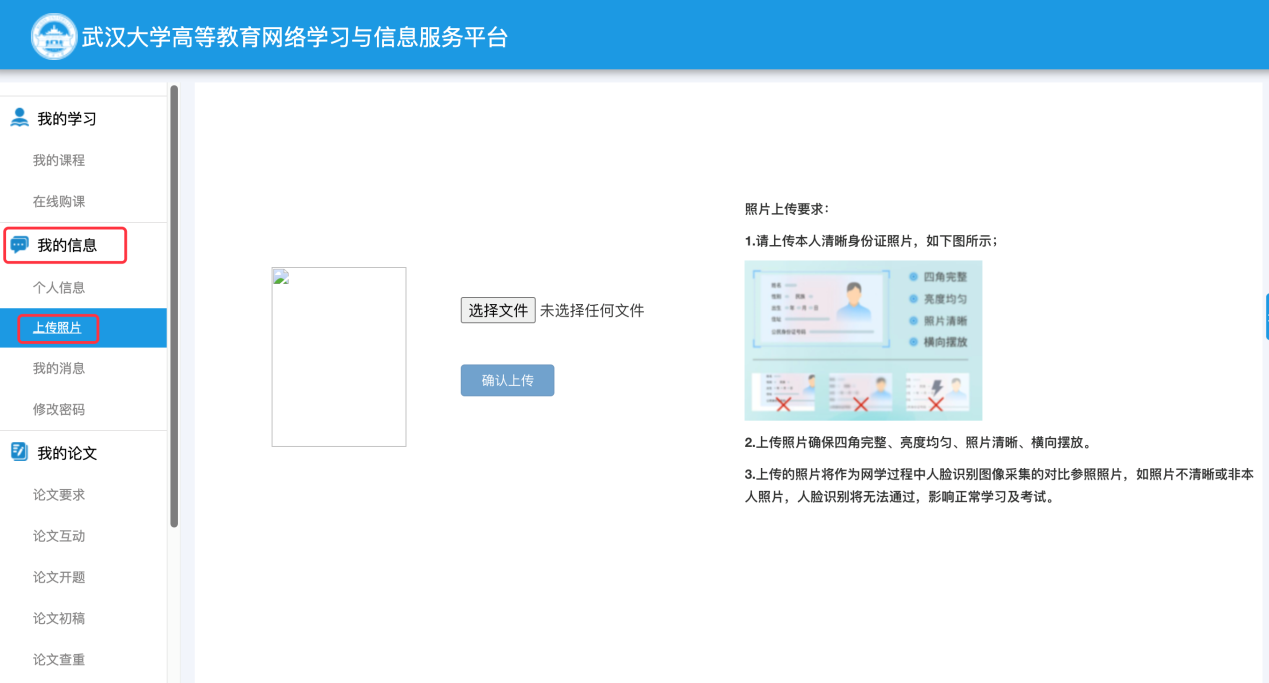 武汉大学高等教育网络学习与信息服务平台
我的学习
我的课程
在线购课
我的信息
个人信息
上传照片
我的消息
修改密码
我的论文
论文要求
论文互动
论文开题
论文初稿
论文查重
选择文件 未选择任何文件
确认上传
照片上传要求：
1.请上传本人清晰身份证照片，如下图所示；
四角完整
亮度均匀
照片清晰
横向摆放
2.上传照片确保四角完整、亮度均匀、照片清晰、横向摆放。
3.上传的照片将作为网学过程中人脸识别图像采集的对比参照照片，如照片不清晰或非本
人照片，人脸识别将无法通过，影响正常学习及考试。